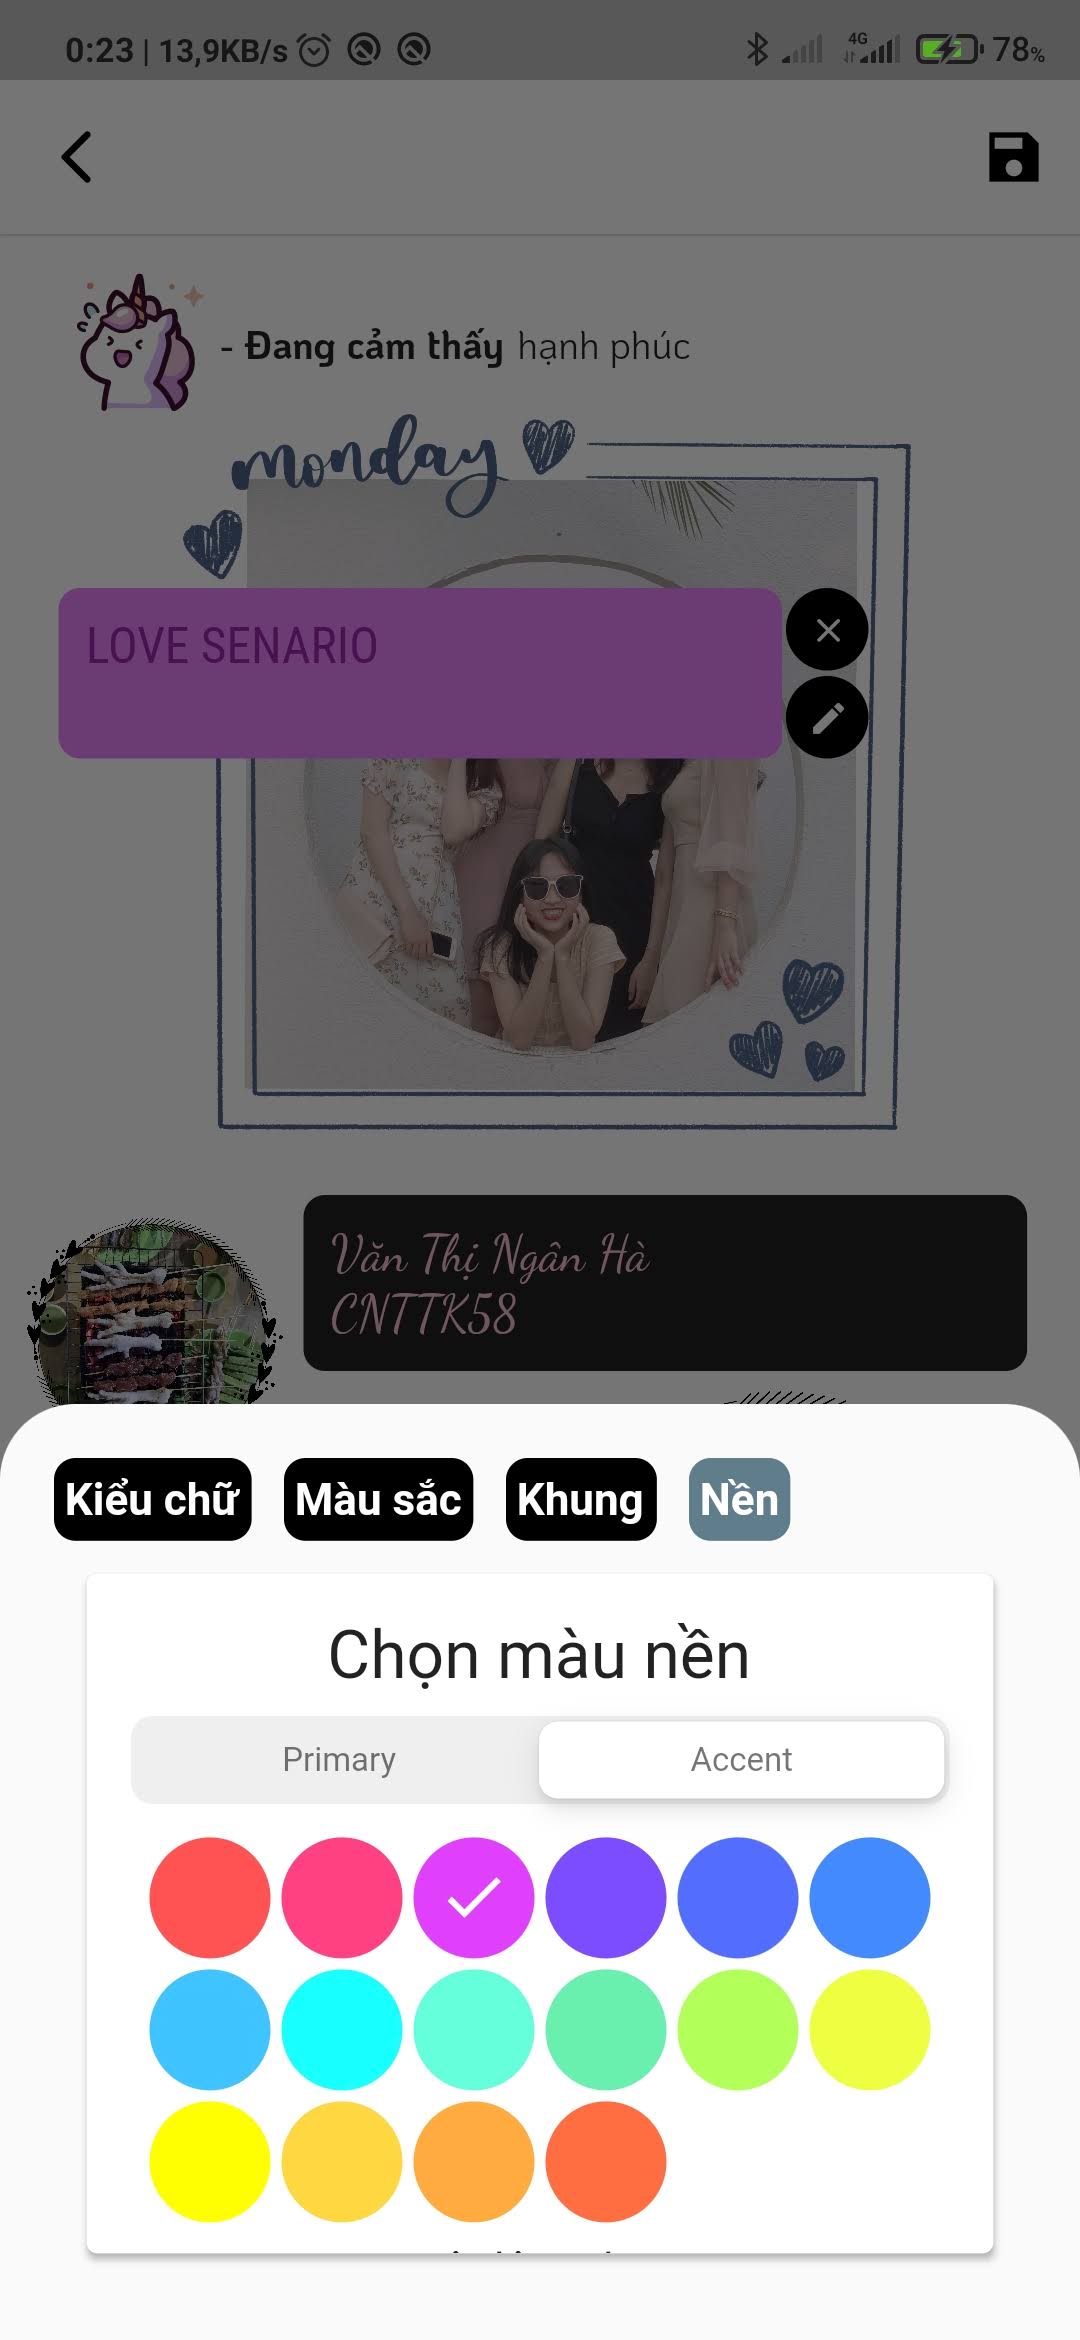 0:23 | 13,9KB/s 4G 78%
- Đang cảm thấy hạnh phúc
monday
LOVE SENARIO
Văn Thị Ngân Hà
CNTTK58
Kiểu chữ Màu sắc Khung Nền
Chọn màu nền
Primary Accent